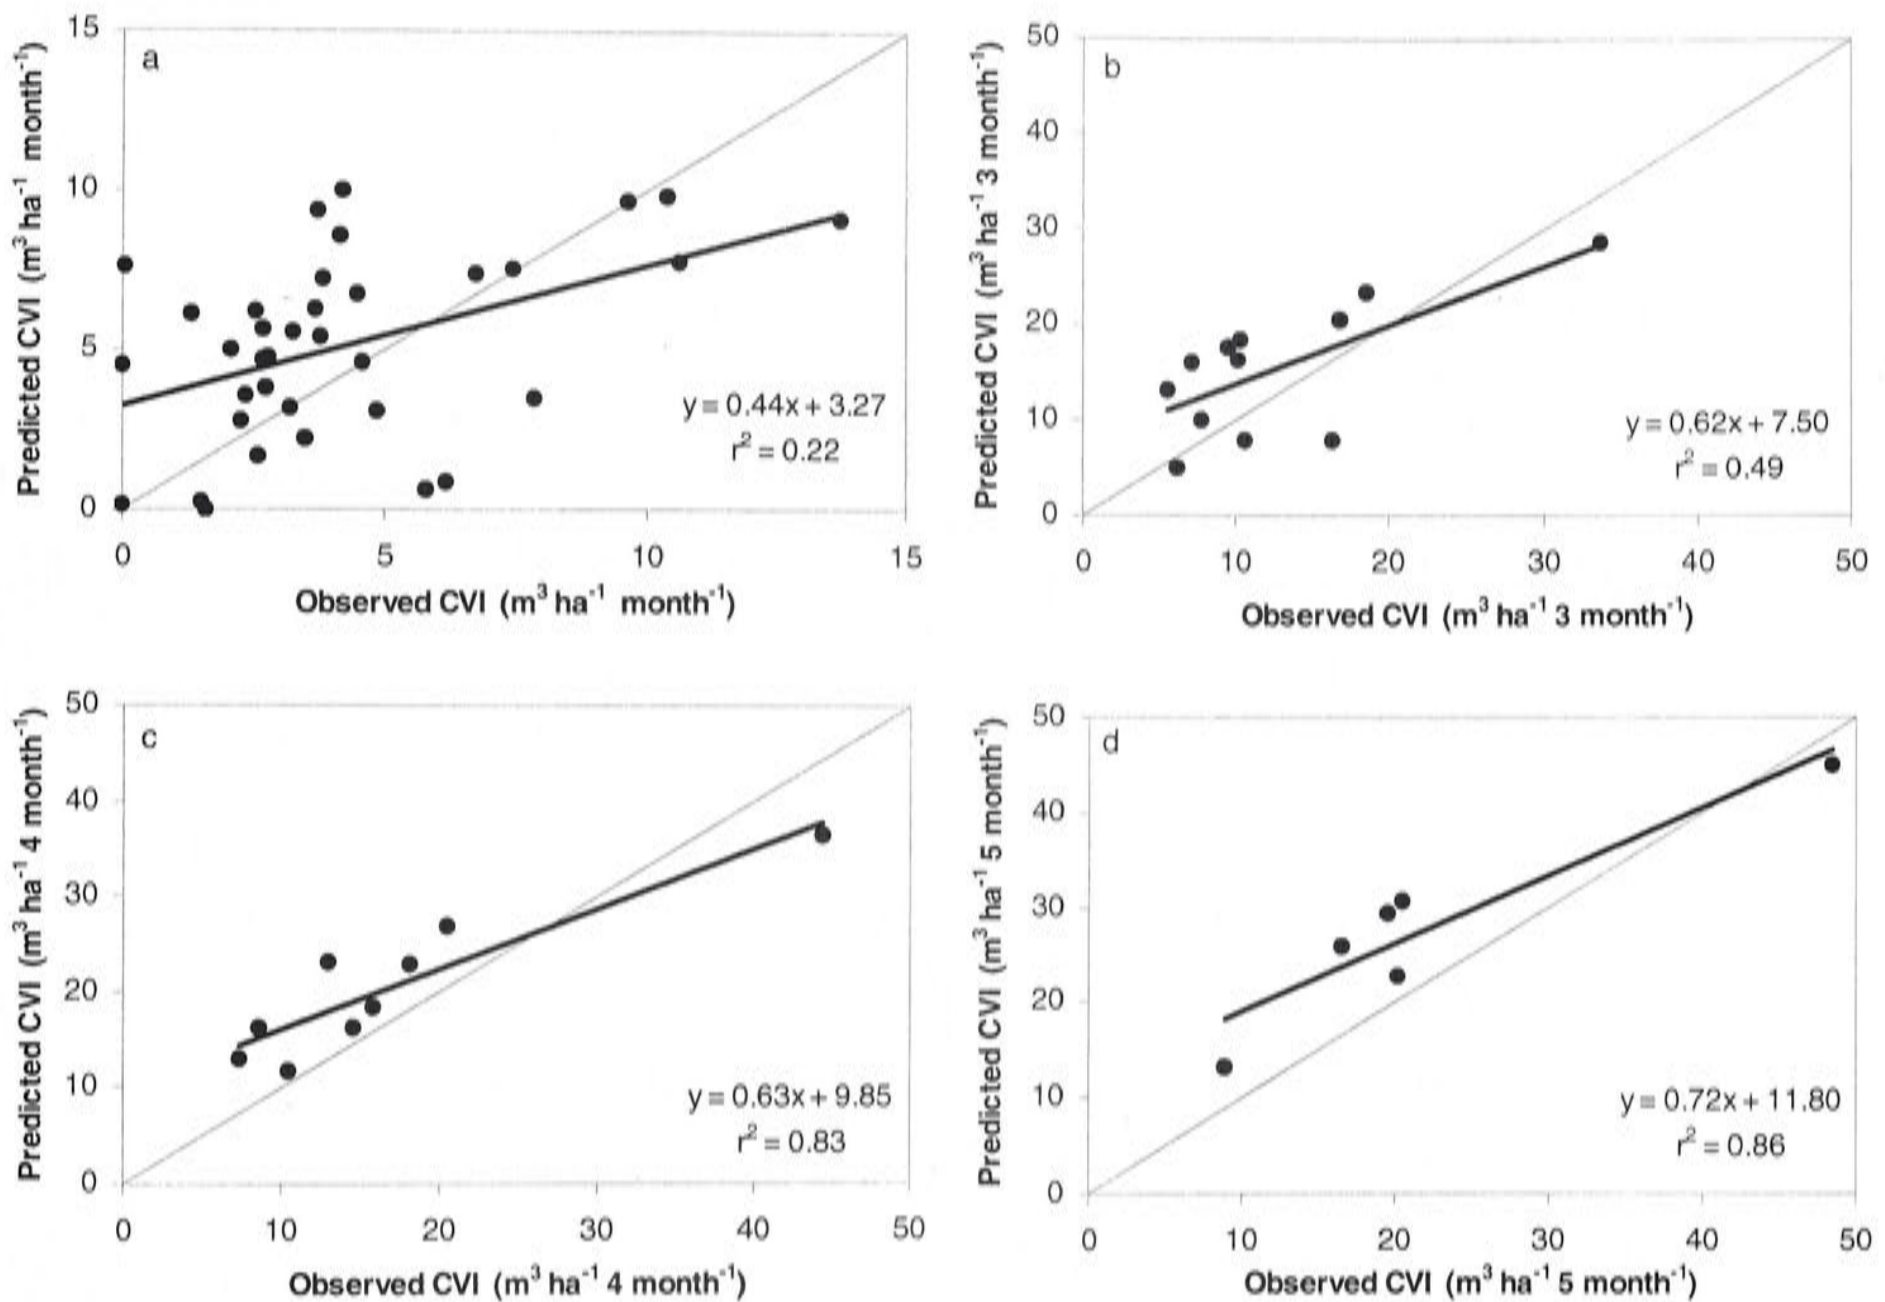 a
Predicted CVI (m³ ha⁻¹ month⁻¹)
15
10
5
0
0 5 10 15
y = 0.44x + 3.27
r² = 0.22
Observed CVI (m³ ha⁻¹ month⁻¹)
b
Predicted CVI (m³ ha⁻¹ 3 month⁻¹)
50
40
30
20
10
0
0 10 20 30 40 50
y = 0.62x + 7.50
r² = 0.49
Observed CVI (m³ ha⁻¹ 3 month⁻¹)
c
Predicted CVI (m³ ha⁻¹ 4 month⁻¹)
50
40
30
20
10
0
0 10 20 30 40 50
y = 0.63x + 9.85
r² = 0.83
Observed CVI (m³ ha⁻¹ 4 month⁻¹)
d
Predicted CVI (m³ ha⁻¹ 5 month⁻¹)
50
40
30
20
10
0
0 10 20 30 40 50
y = 0.72x + 11.80
r² = 0.86
Observed CVI (m³ ha⁻¹ 5 month⁻¹)